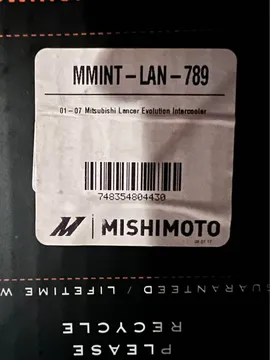 MMINT-LAN-789
01-07 Mitsubishi Lancer Evolution Intercooler
748354804430
MISHIMOTO
GUARANTEED / LIFETIME W
PLEASE
RECYCLE